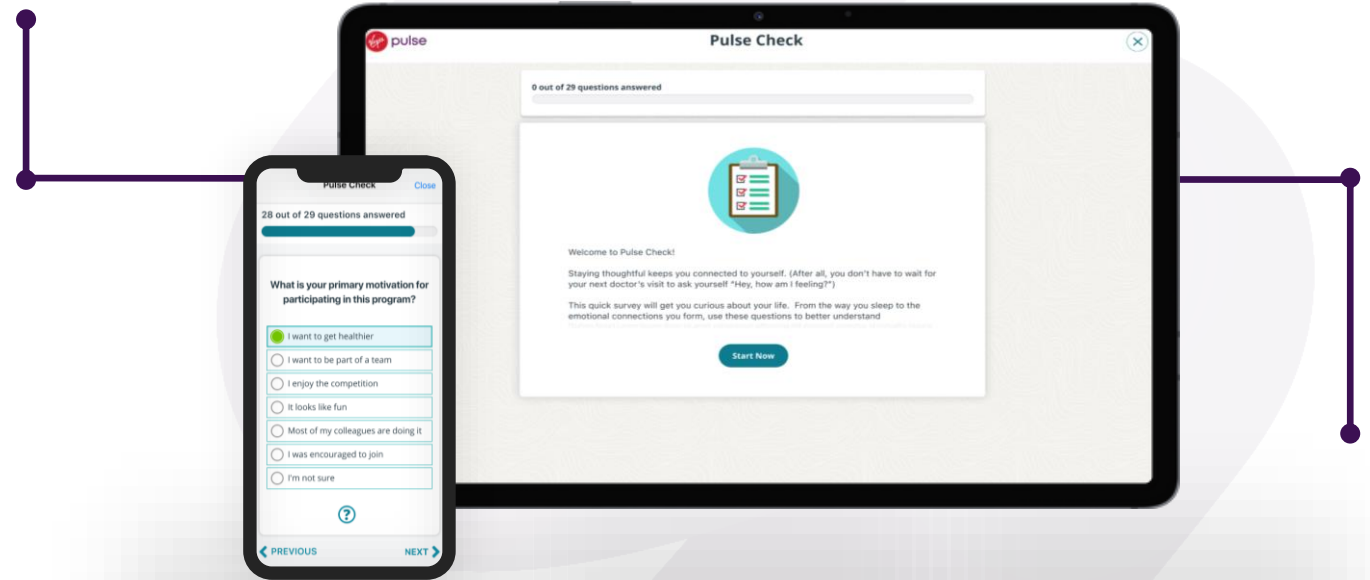 Virgin pulse
Pulse Check
0 out of 29 questions answered
Welcome to Pulse Check!
Staying thoughtful keeps you connected to yourself. (After all, you don't have to wait for
your next doctor's visit to ask yourself "Hey, how am I feeling?")
This quick survey will get you curious about your life. From the way you sleep to the
emotional connections you form, use these questions to better understand
Start Now
Pulse Check
Close
28 out of 29 questions answered
What is your primary motivation for
participating in this program?
I want to get healthier
I want to be part of a team
I enjoy the competition
It looks like fun
Most of my colleagues are doing it
I was encouraged to join
I'm not sure
?
PREVIOUS
NEXT